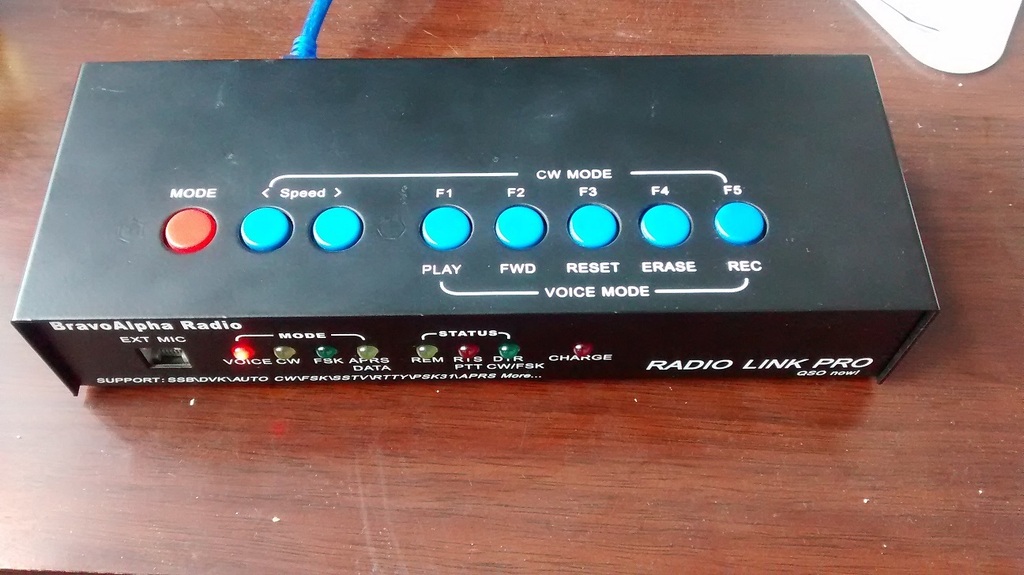 CW MODE
MODE < Speed > F1 F2 F3 F4 F5
PLAY FWD RESET ERASE REC
VOICE MODE
BravoAlpha Radio
MODE STATUS
EXT MIC
VOICE CW FSK APRS REM RIS DIR CHARGE
DATA PTT CW/FSK
RADIO LINK PRO
QSO now!
SUPPORT: SSB\DVK\AUTO CW\FSK\SSTV\RTTY\PSK31\APRS More...